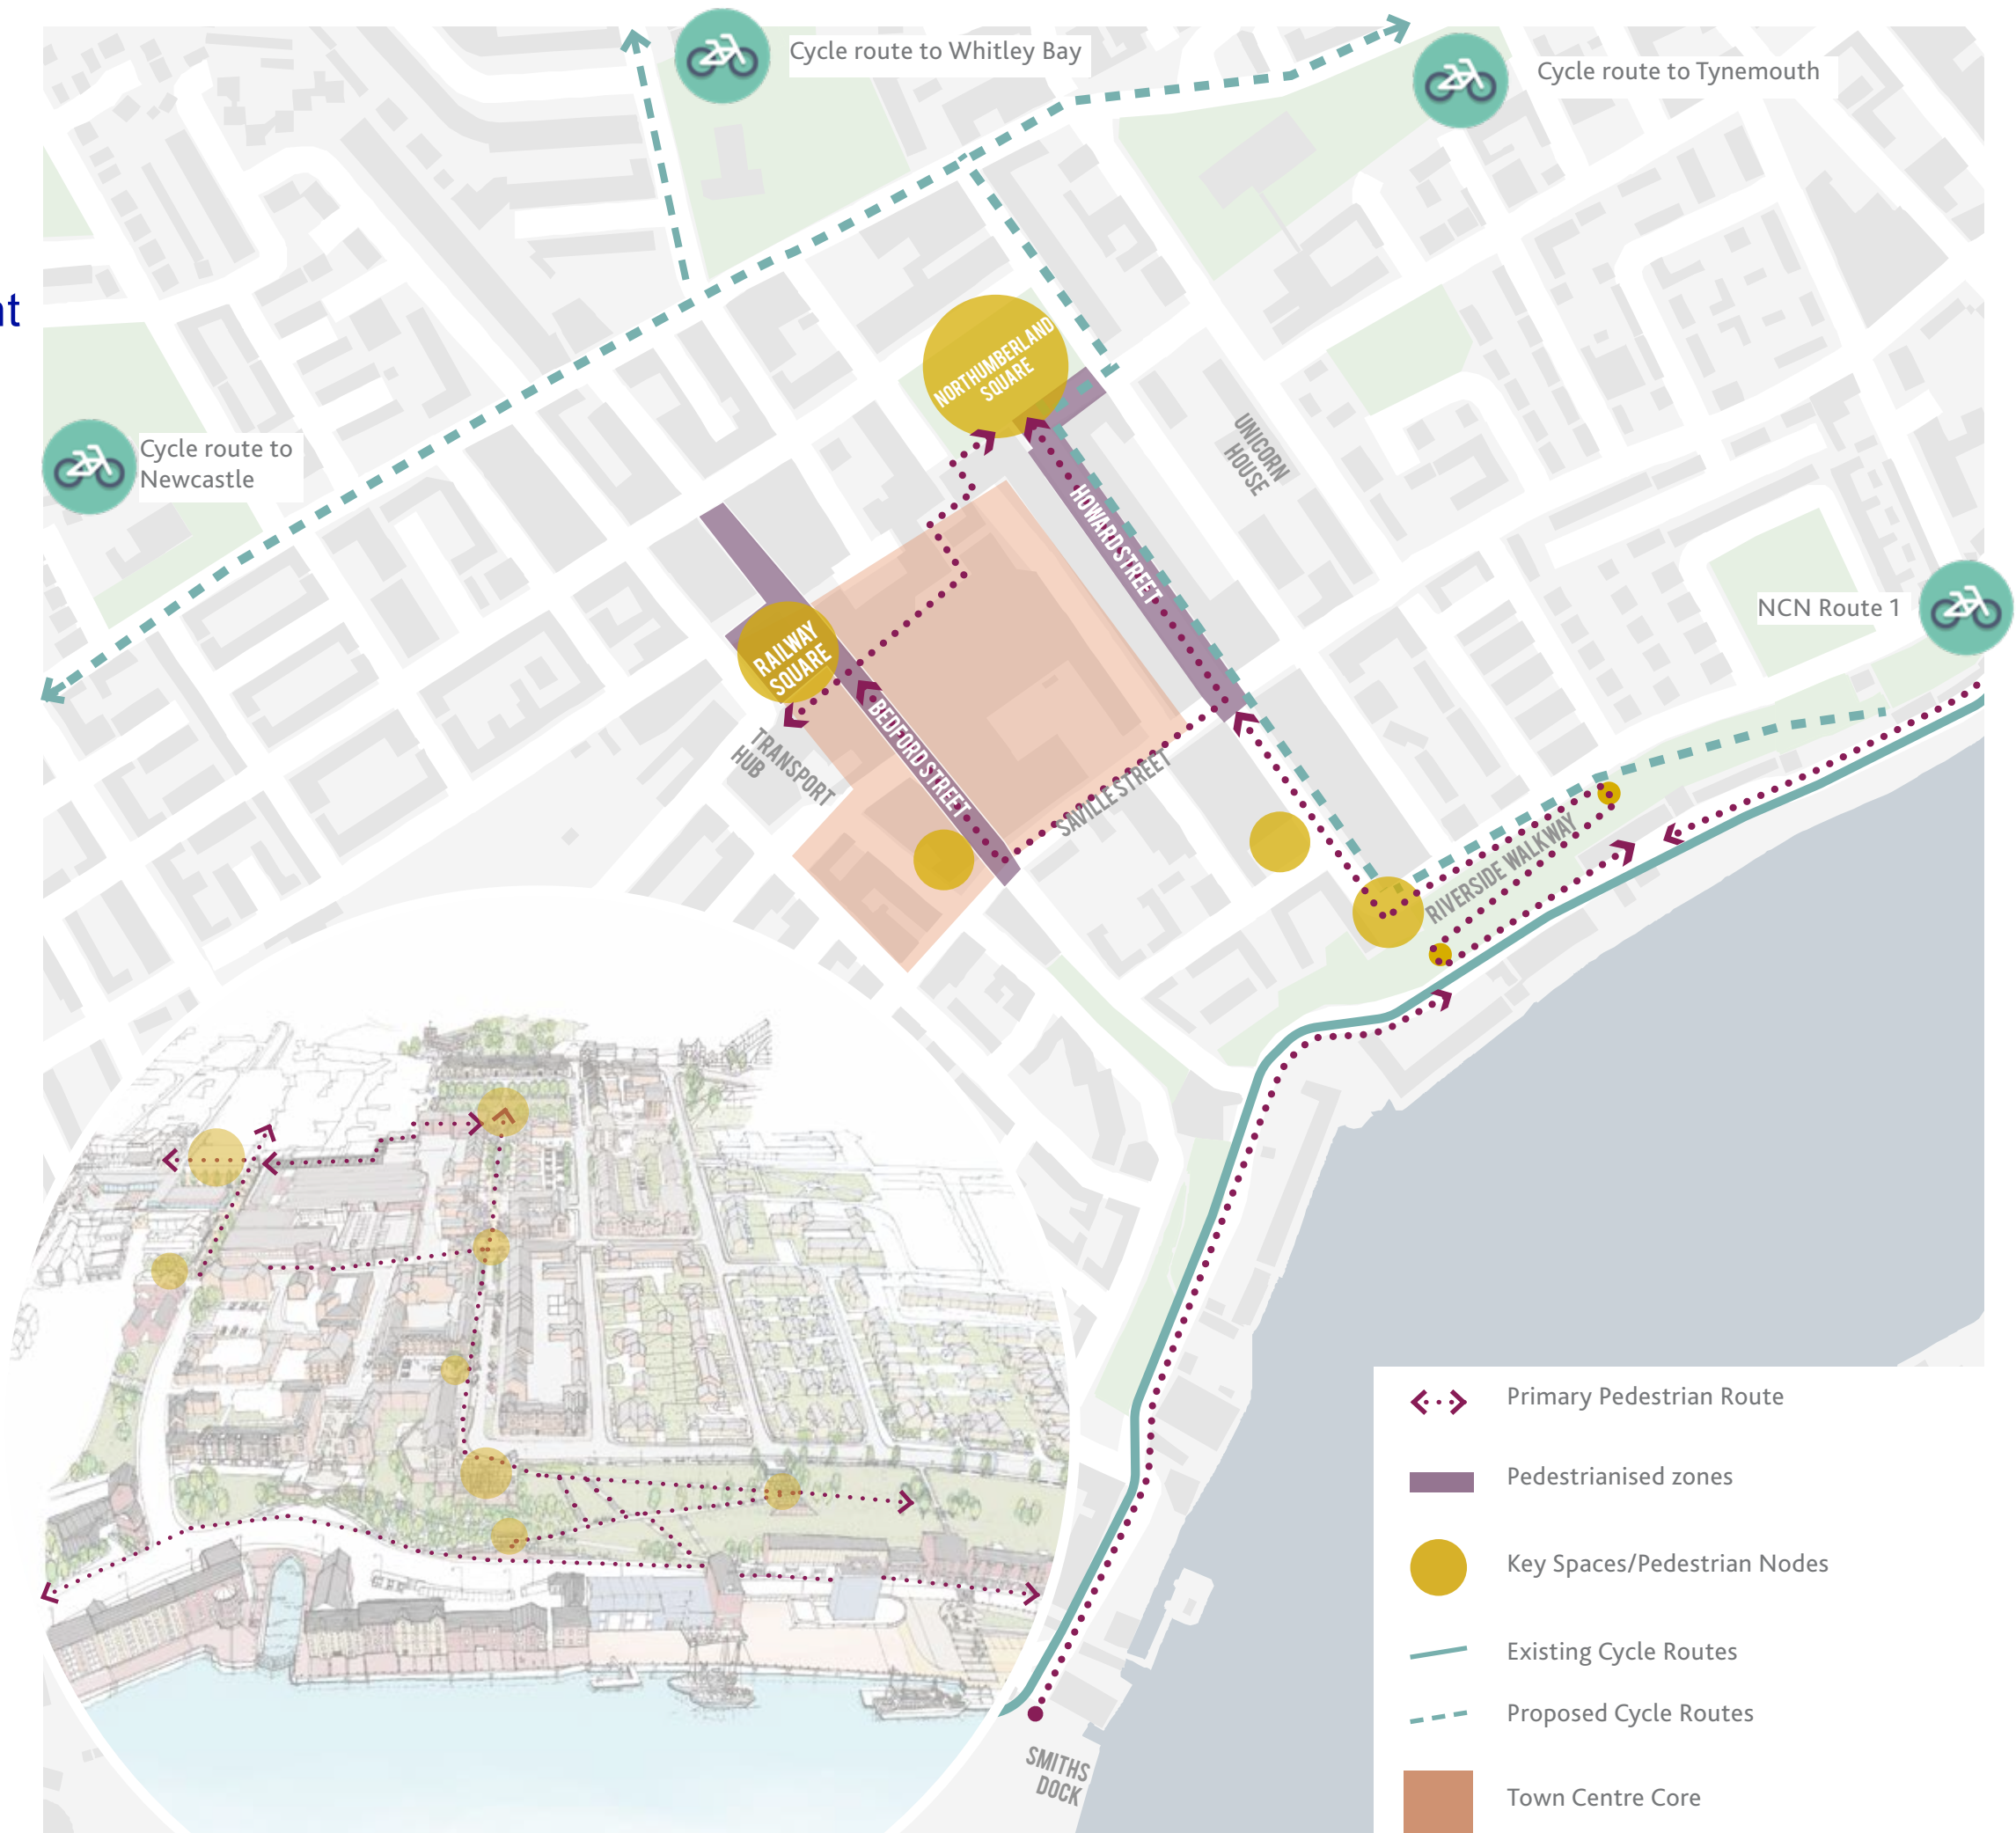 Cycle route to Whitley Bay
Cycle route to Tynemouth
nt
NORTHUMBERLAND
SQUARE
Cycle route to
Newcastle
UNICORN
HOUSE
HOWARD STREET
NCN Route 1
RAILWAY
SQUARE
BEDFORD STREET
TRANSPORT
HUB
SAVILLE STREET
RIVERSIDE WALKWAY
Primary Pedestrian Route
Pedestrianised zones
Key Spaces/Pedestrian Nodes
Existing Cycle Routes
Proposed Cycle Routes
SMITHS
DOCK
Town Centre Core